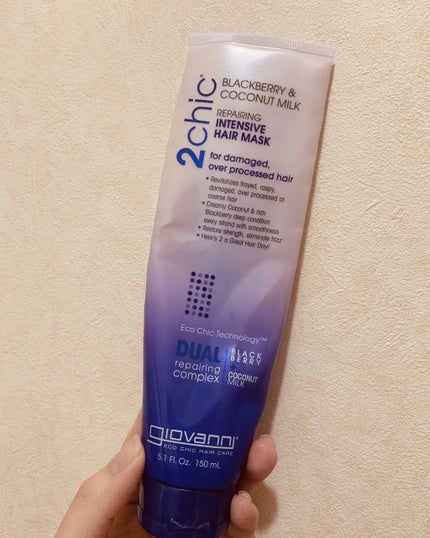 2chic®
BLACKBERRY &
COCONUT MILK
REPAIRING
INTENSIVE
HAIR MASK
for damaged,
over processed hair
• Revitalizes frayed, raspy,
damaged, over processed or
coarse hair
• Creamy Coconut & rich
Blackberry deep condition
every strand with smoothness
• Restore strength, eliminate frizz
• Here's 2 a Great Hair Day!
Eco Chic Technology™
DUAL
repairing
complex
BLACK
BERRY
+
COCONUT
MILK
giovanni®
ECO CHIC HAIR CARE
5.1 Fl. Oz. 150 mL